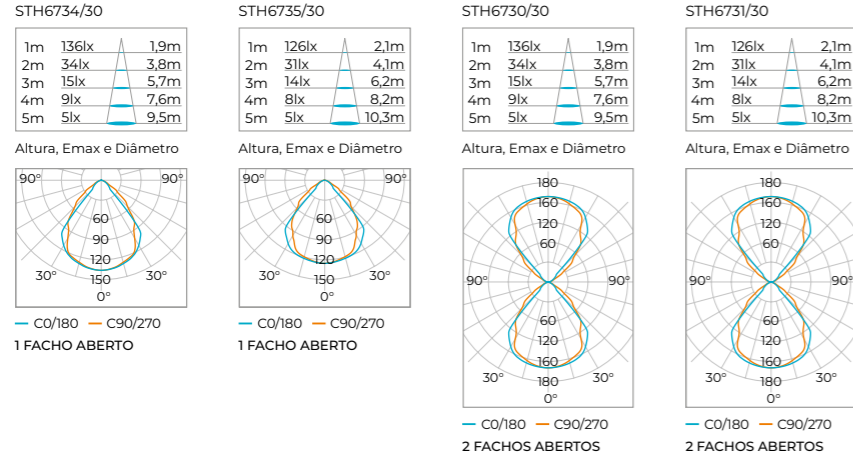 STH6734/30
1m 136lx 1,9m
2m 34lx 3,8m
3m 15lx 5,7m
4m 9lx 7,6m
5m 5lx 9,5m
Altura, Emax e Diâmetro
90° 90°
60
90
120
30° 150 30°
0°
C0/180 C90/270
1 FACHO ABERTO
STH6735/30
1m 126lx 2,1m
2m 31lx 4,1m
3m 14lx 6,2m
4m 8lx 8,2m
5m 5lx 10,3m
Altura, Emax e Diâmetro
90° 90°
60
90
120
30° 150 30°
0°
C0/180 C90/270
1 FACHO ABERTO
STH6730/30
1m 136lx 1,9m
2m 34lx 3,8m
3m 15lx 5,7m
4m 9lx 7,6m
5m 5lx 9,5m
Altura, Emax e Diâmetro
180
160
120
60
90° 90°
60
120
160
30° 180 30°
0°
C0/180 C90/270
2 FACHOS ABERTOS
STH6731/30
1m 126lx 2,1m
2m 31lx 4,1m
3m 14lx 6,2m
4m 8lx 8,2m
5m 5lx 10,3m
Altura, Emax e Diâmetro
180
160
120
60
90° 90°
60
120
160
30° 180 30°
0°
C0/180 C90/270
2 FACHOS ABERTOS